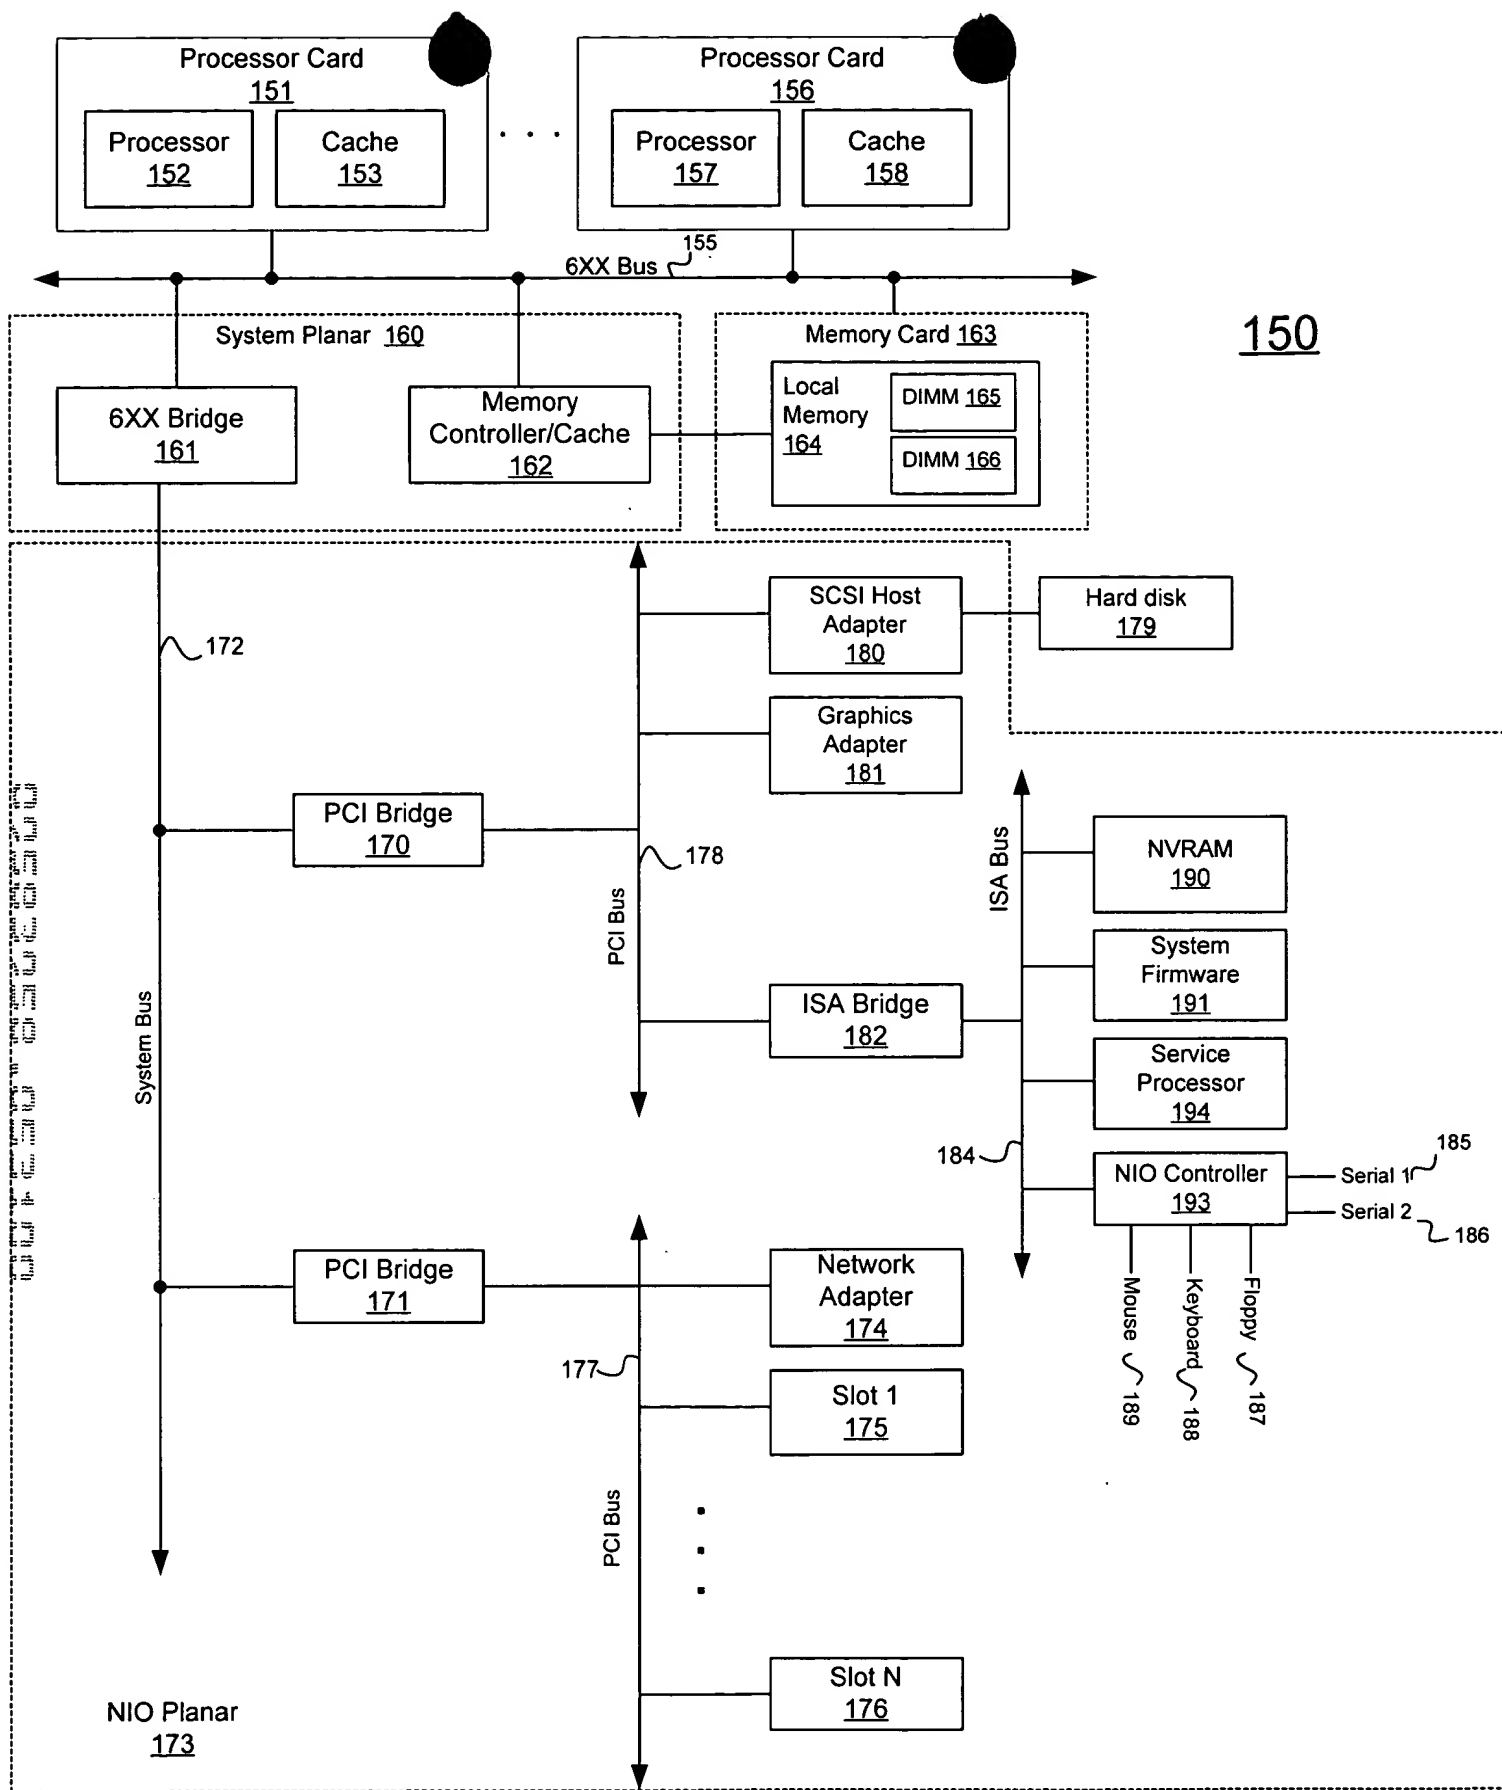 Processor Card
151
Processor
152
Cache
153
. . .
Processor Card
156
Processor
157
Cache
158
155
6XX Bus
System Planar 160
Memory Card 163
150
6XX Bridge
161
Memory
Controller/Cache
162
Local
Memory
164
DIMM 165
DIMM 166
SCSI Host
Adapter
180
Hard disk
179
172
Graphics
Adapter
181
PCI Bridge
170
178
PCI Bus
ISA Bus
NVRAM
190
System
Firmware
191
ISA Bridge
182
System Bus
Service
Processor
194
184
NIO Controller
193
Serial 1
185
Serial 2
186
Mouse
189
Keyboard
188
Floppy
187
PCI Bridge
171
Network
Adapter
174
177
Slot 1
175
PCI Bus
Slot N
176
NIO Planar
173